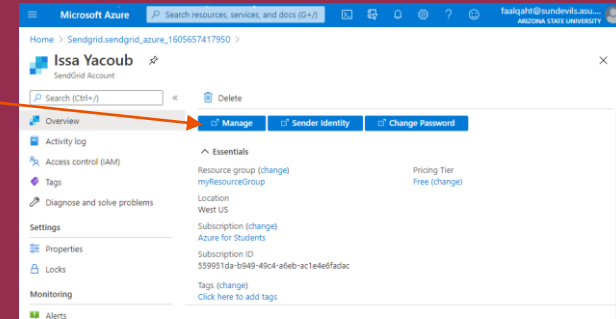 Microsoft Azure
Search resources, services, and docs (G+/)
faalqaht@sundevils.asu....
ARIZONA STATE UNIVERSITY
Home > Sendgrid.sendgrid_azure_1605657417950 >
Issa Yacoub
SendGrid Account
Search (Ctrl+/)
Delete
Overview
Manage
Sender Identity
Change Password
Activity log
Access control (IAM)
Tags
Diagnose and solve problems
Settings
Properties
Locks
Monitoring
Alerts
Essentials
Resource group (change)
myResourceGroup
Location
West US
Subscription (change)
Azure for Students
Subscription ID
559951da-b949-49c4-a6eb-ac1e4e6fadac
Tags (change)
Click here to add tags
Pricing Tier
Free (change)